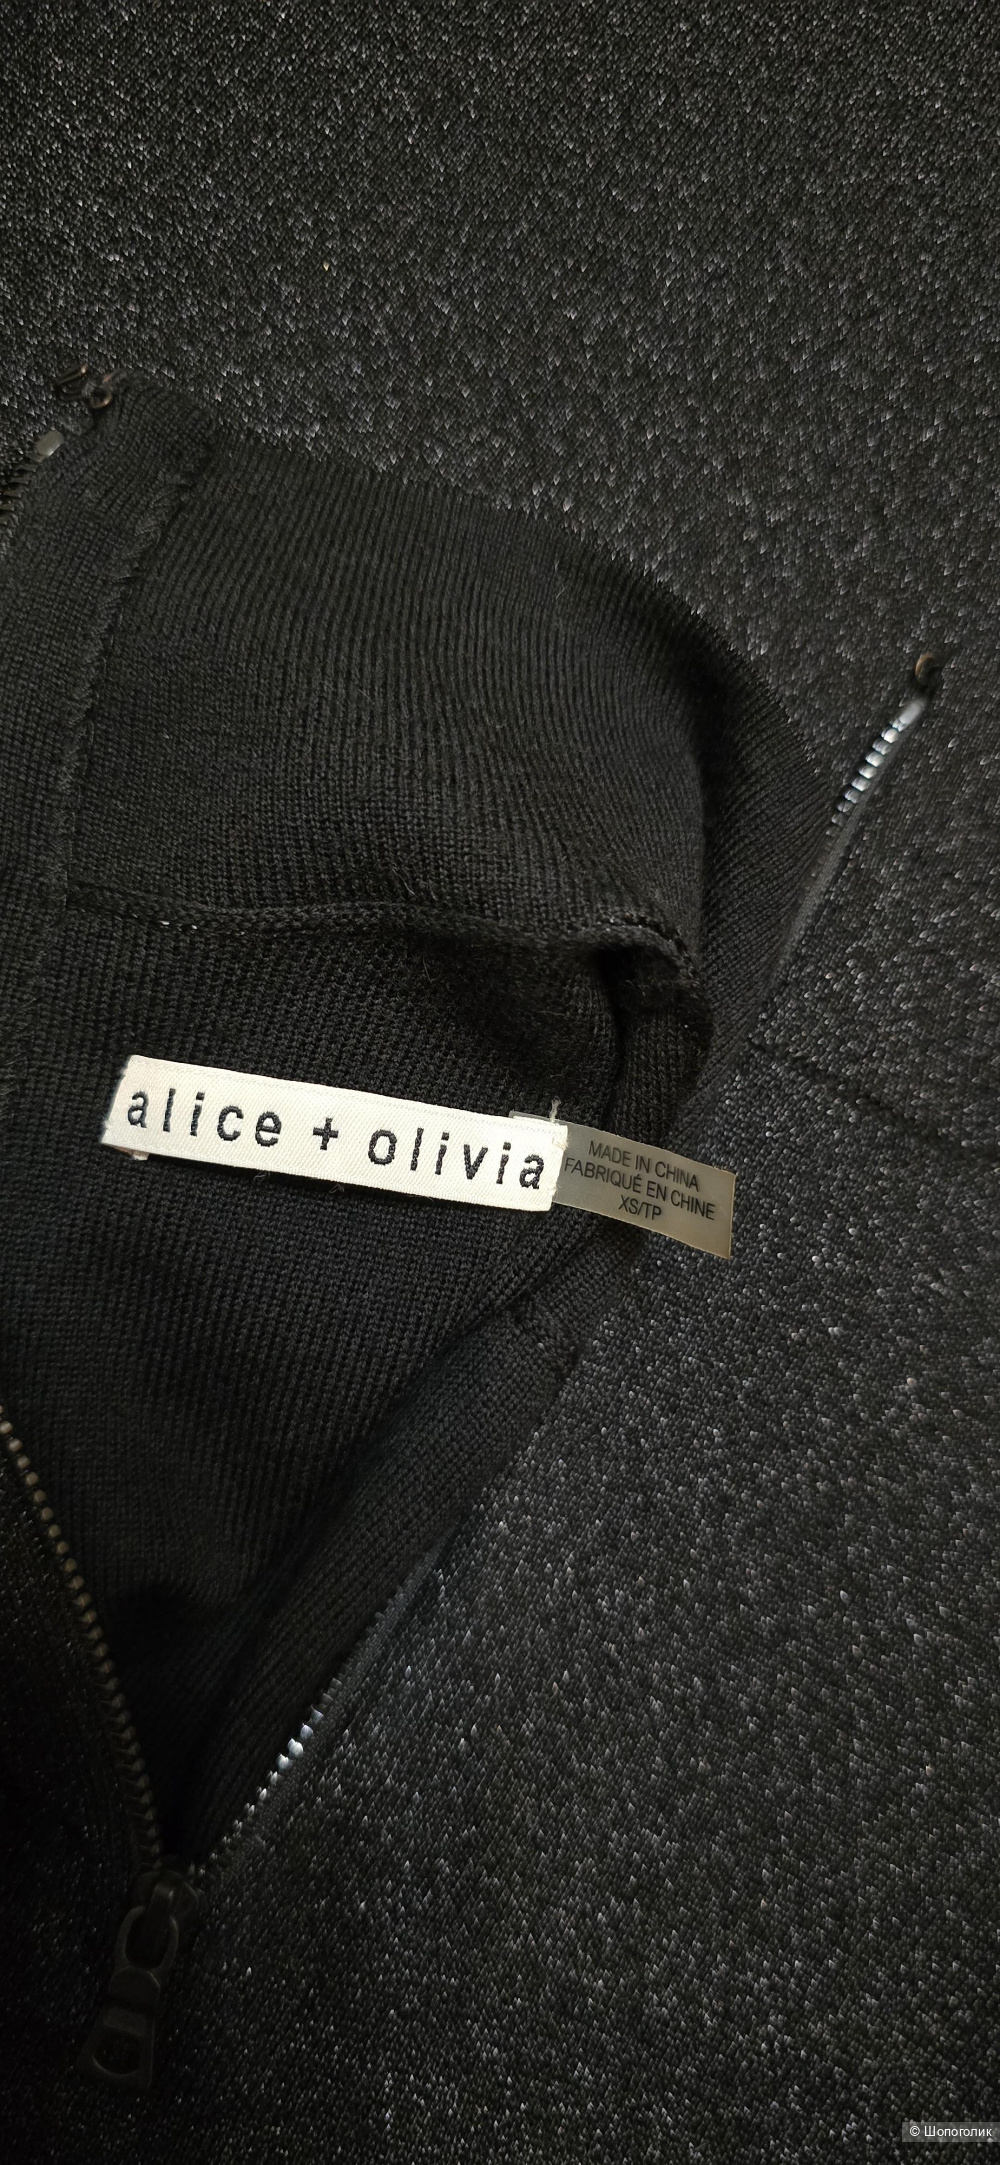 alice + olivia
MADE IN CHINA
FABRIQUÉ EN CHINE
XS/TP
© Шопоголик